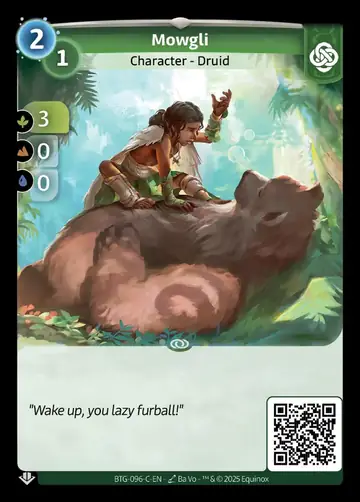 2
Mowgli
1
Character - Druid
3
0
0
"Wake up, you lazy furball!"
BTG-096-C-EN - Ba Vo - ™ & © 2025 Equinox